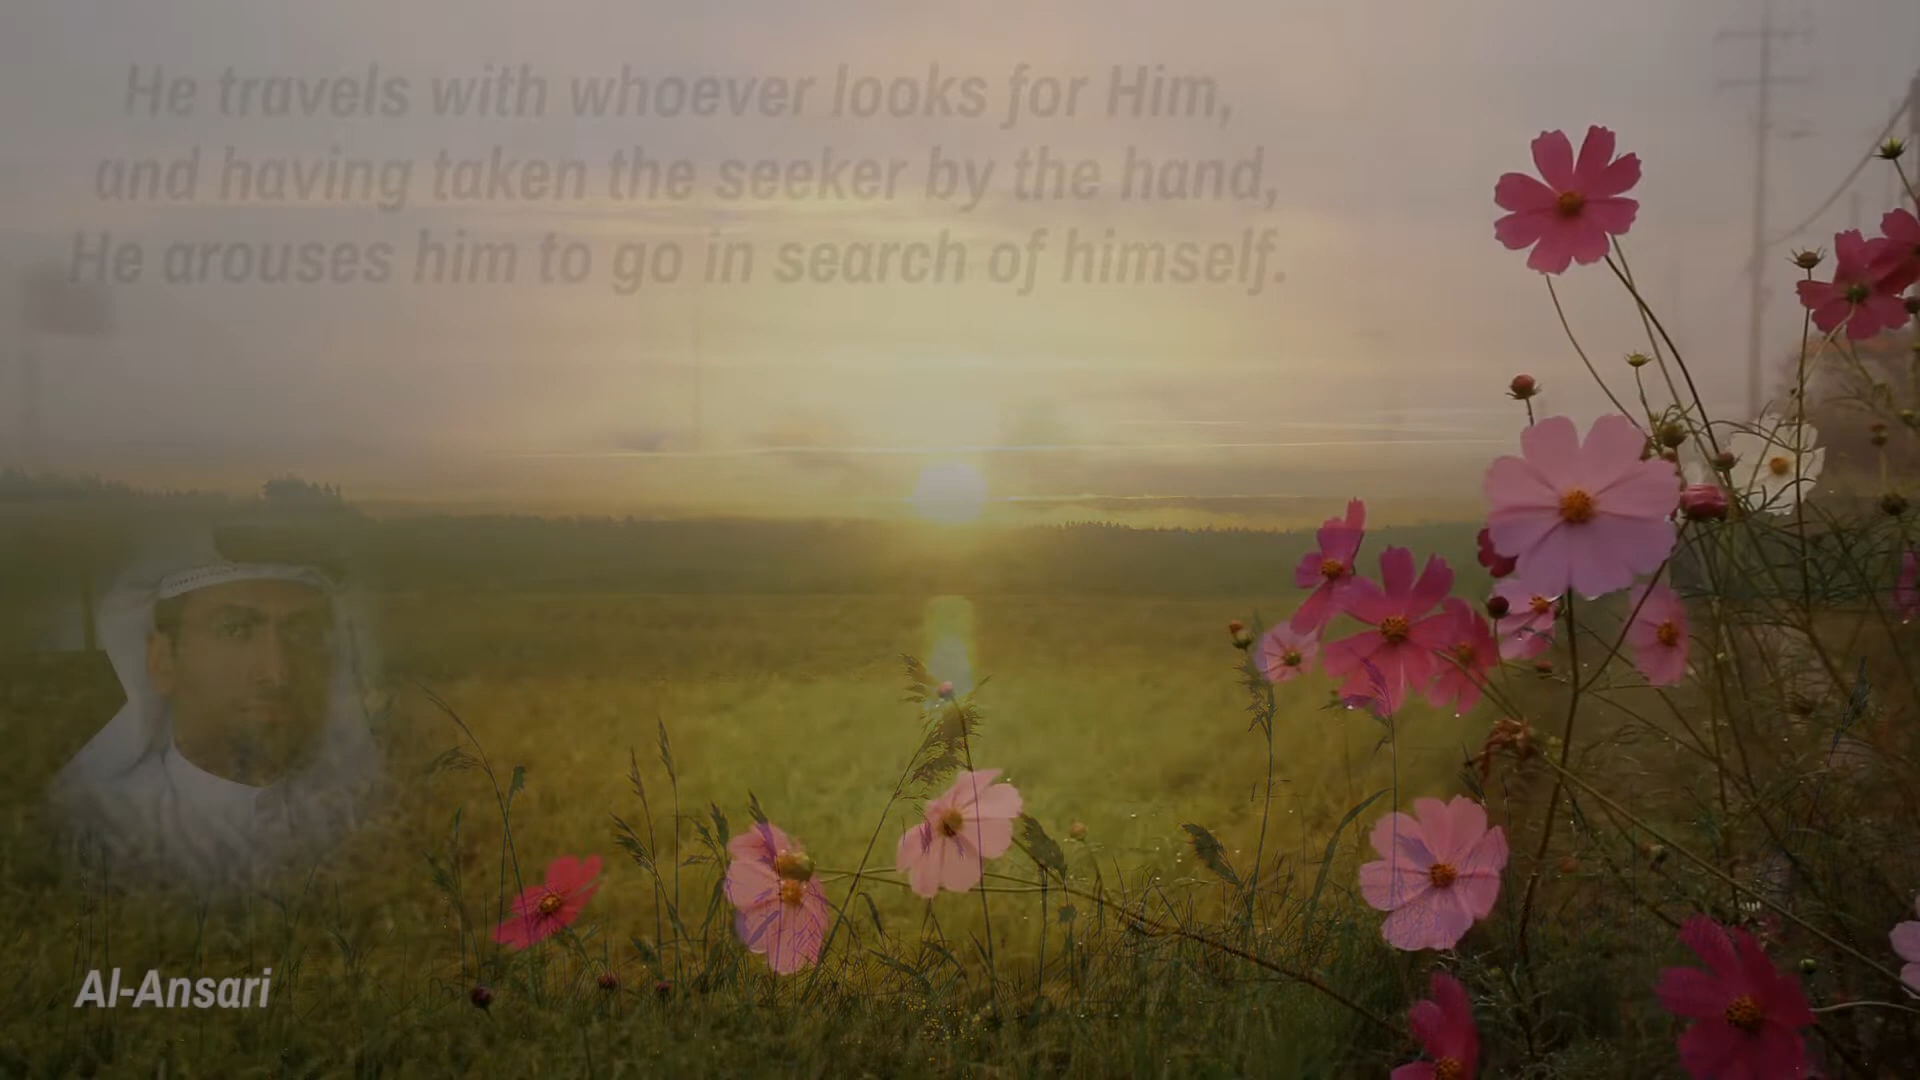 He travels with whoever looks for Him,
and having taken the seeker by the hand,
He arouses him to go in search of himself.
Al-Ansari